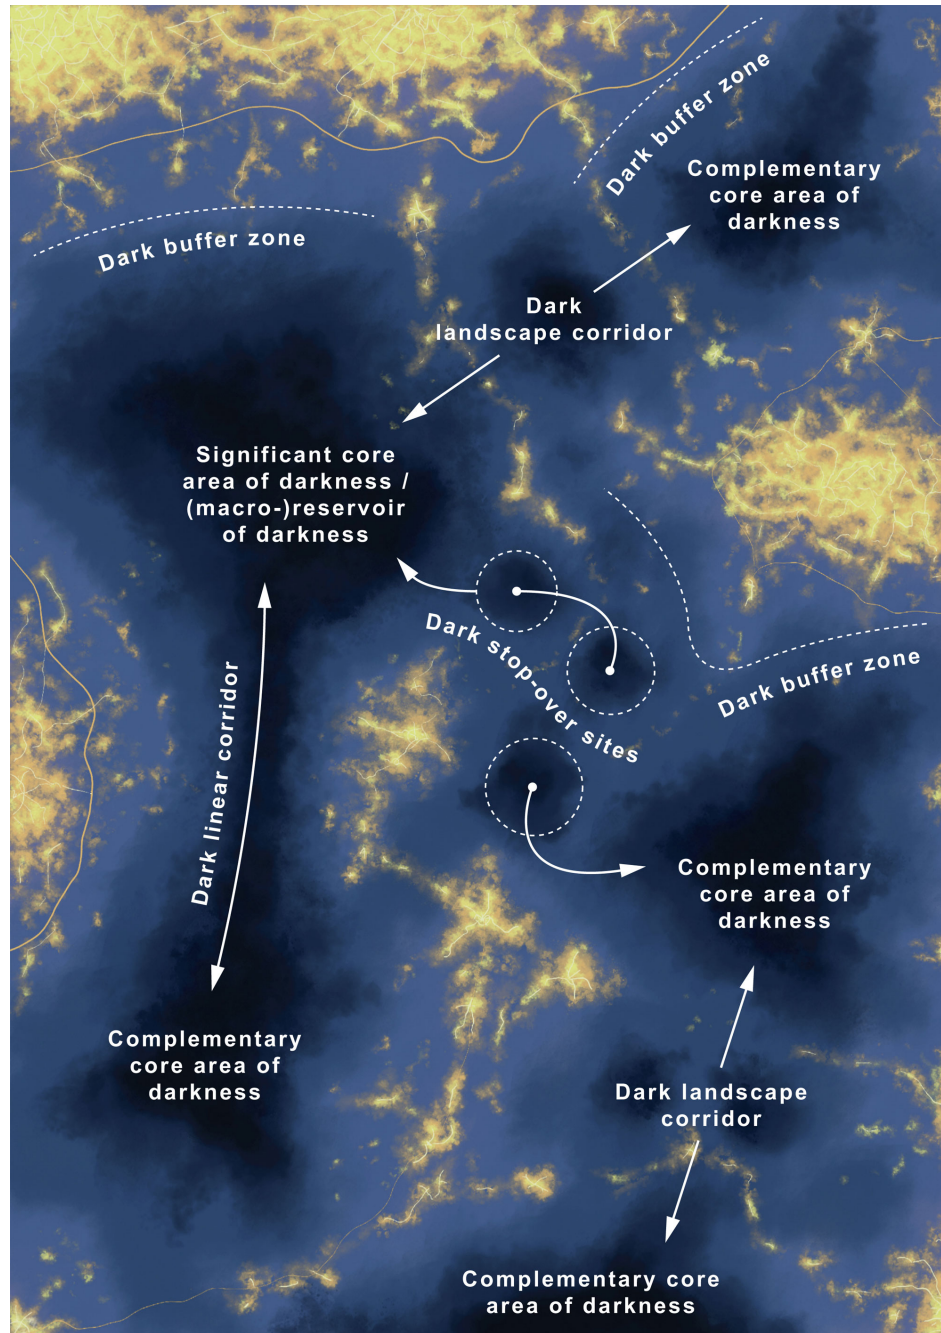 Dark buffer zone
Complementary
core area of
darkness
Dark buffer zone
Dark
landscape corridor
Significant core
area of darkness /
(macro-)reservoir
of darkness
Dark stop-over sites
Dark buffer zone
Dark linear corridor
Complementary
core area of
darkness
Complementary
core area of
darkness
Dark landscape
corridor
Complementary core
area of darkness